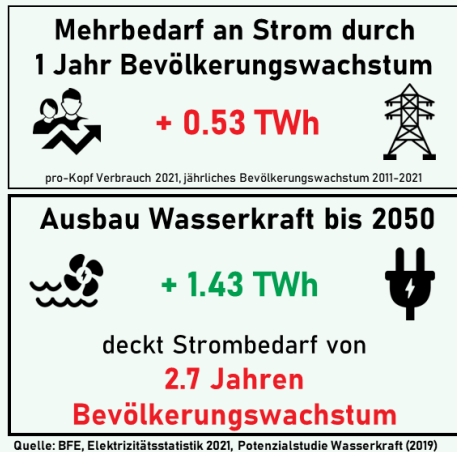 Mehrbedarf an Strom durch
1 Jahr Bevölkerungswachstum
+ 0.53 TWh
pro-Kopf Verbrauch 2021, jährliches Bevölkerungswachstum 2011-2021
Ausbau Wasserkraft bis 2050
+ 1.43 TWh
deckt Strombedarf von
2.7 Jahren
Bevölkerungswachstum
Quelle: BFE, Elektrizitätsstatistik 2021, Potenzialstudie Wasserkraft (2019)